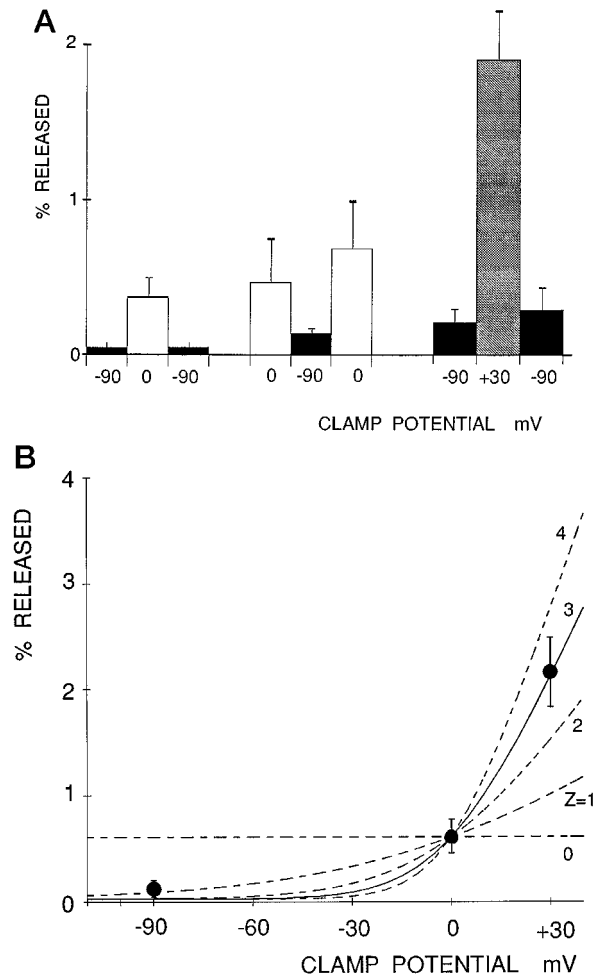 A
2
% RELEASED
1
0
-90 0 -90 0 -90 0 -90 +30 -90
CLAMP POTENTIAL mV
B
4
4
3
3
% RELEASED
2
2
1
Z=1
0
0
-90 -60 -30 0 +30
CLAMP POTENTIAL mV